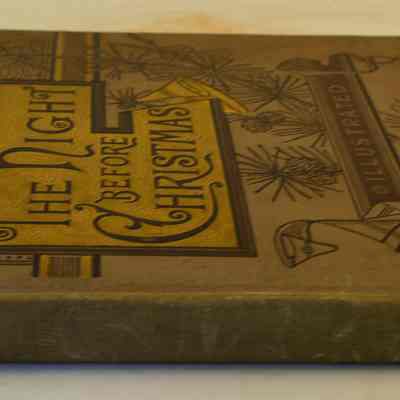 THE NIGHT
BEFORE
CHRISTMAS
ILLUSTRATED